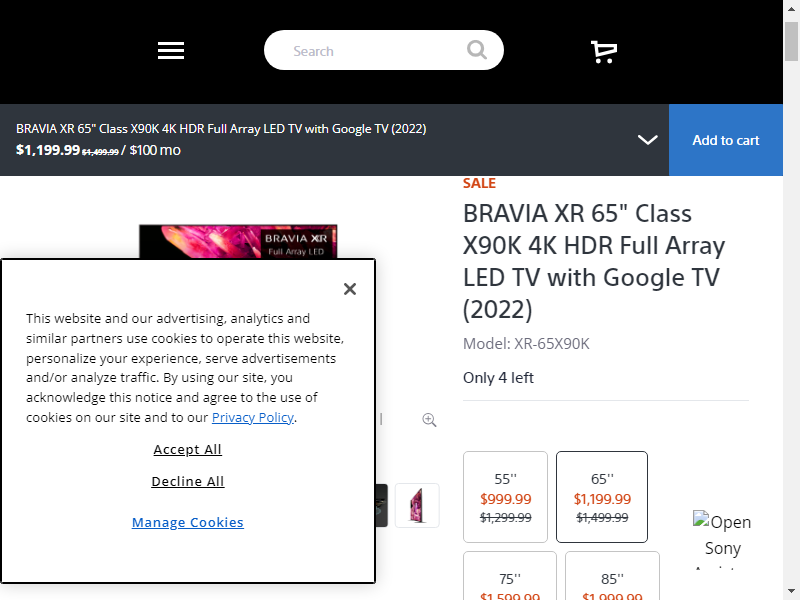 Search
BRAVIA XR 65" Class X90K 4K HDR Full Array LED TV with Google TV (2022)
$1,199.99 $1,499.99 / $100 mo
Add to cart
SALE
BRAVIA XR 65" Class
X90K 4K HDR Full Array
LED TV with Google TV
(2022)
Model: XR-65X90K
Only 4 left
BRAVIA XR
Full Array LED
This website and our advertising, analytics and
similar partners use cookies to operate this website,
personalize your experience, serve advertisements
and/or analyze traffic. By using our site, you
acknowledge this notice and agree to the use of
cookies on our site and to our Privacy Policy.
Accept All
Decline All
Manage Cookies
55''
$999.99
$1,299.99
65''
$1,199.99
$1,499.99
75''
$1,599.99
85''
$1,999.99
Open
Sony